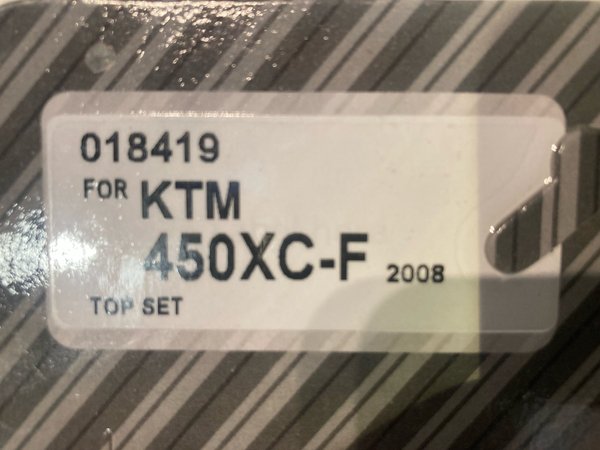 018419
FOR KTM
450XC-F 2008
TOP SET